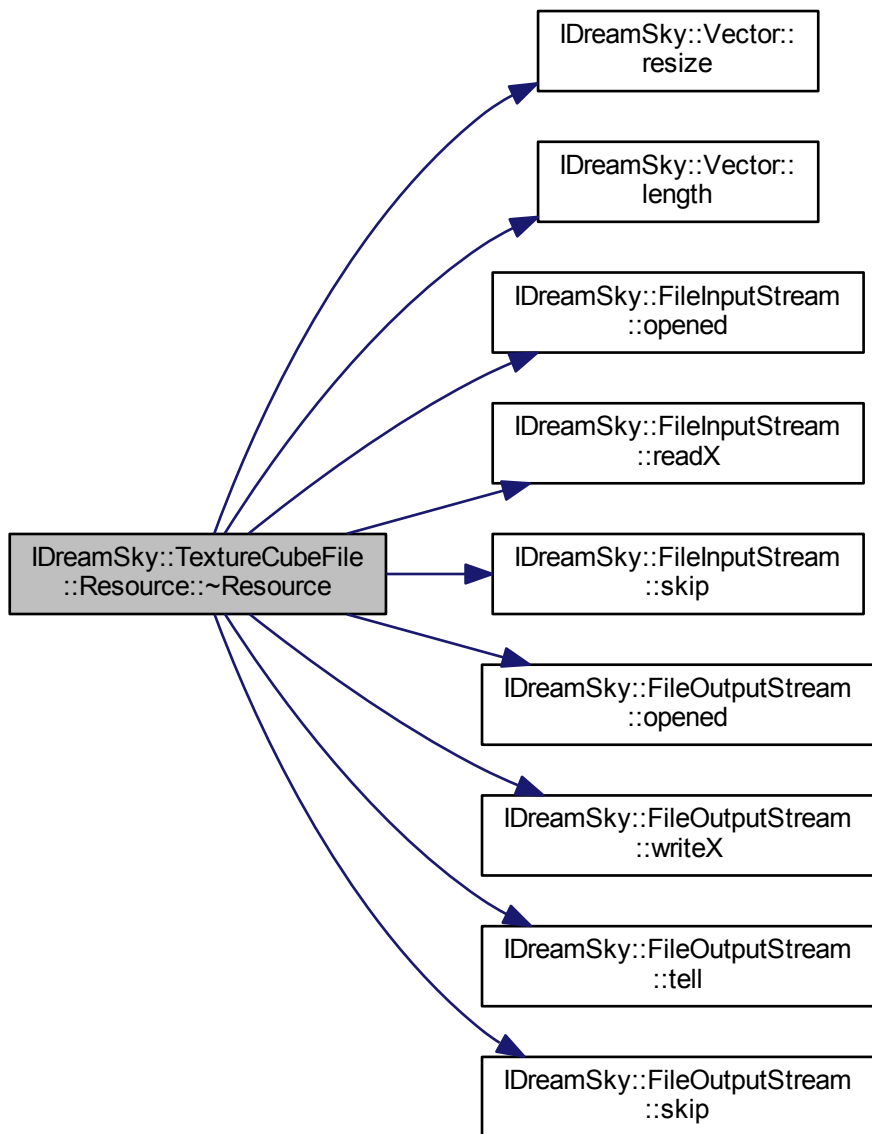 IDreamSky::Vector::
resize
IDreamSky::Vector::
length
IDreamSky::FileInputStream
::opened
IDreamSky::FileInputStream
::readX
IDreamSky::TextureCubeFile
::Resource::~Resource
IDreamSky::FileInputStream
::skip
IDreamSky::FileOutputStream
::opened
IDreamSky::FileOutputStream
::writeX
IDreamSky::FileOutputStream
::tell
IDreamSky::FileOutputStream
::skip